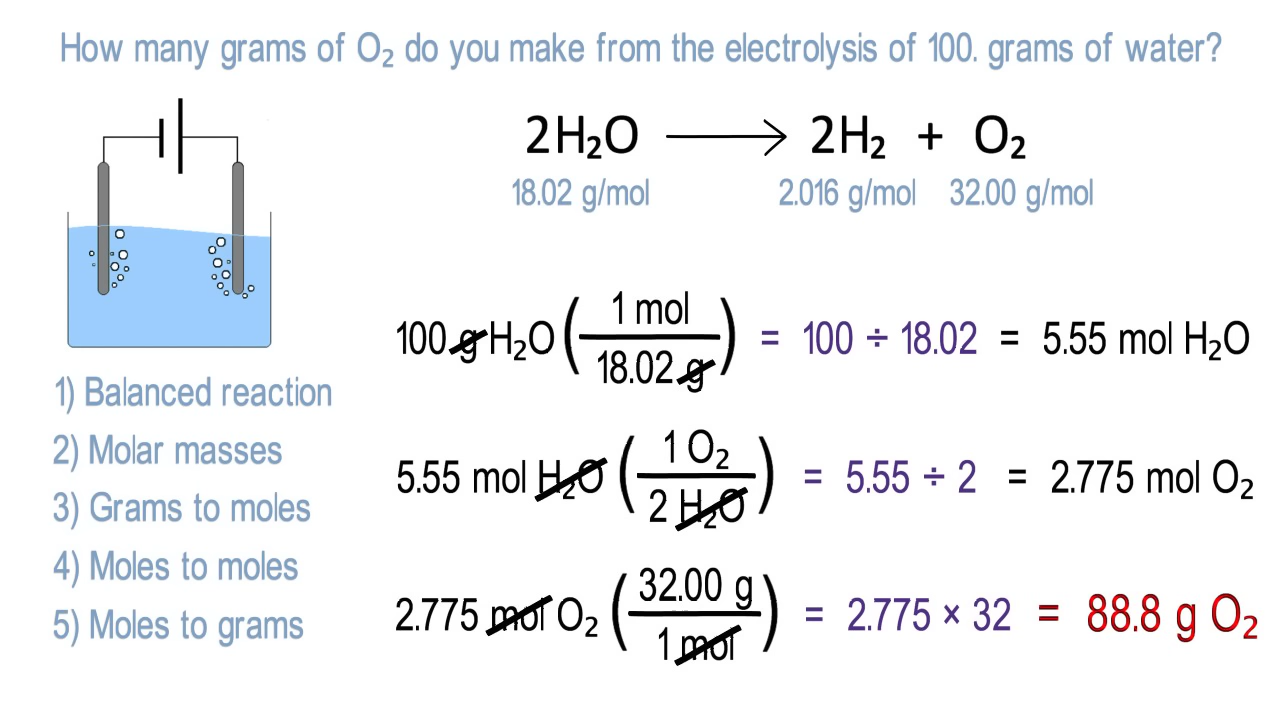 How many grams of O₂ do you make from the electrolysis of 100. grams of water?
2H₂O ⟶ 2H₂ + O₂
18.02 g/mol 2.016 g/mol 32.00 g/mol
1) Balanced reaction
2) Molar masses
3) Grams to moles
4) Moles to moles
5) Moles to grams
100 g H₂O (1 mol / 18.02 g) = 100 ÷ 18.02 = 5.55 mol H₂O
5.55 mol H₂O (1 O₂ / 2 H₂O) = 5.55 ÷ 2 = 2.775 mol O₂
2.775 mol O₂ (32.00 g / 1 mol) = 2.775 × 32 = 88.8 g O₂